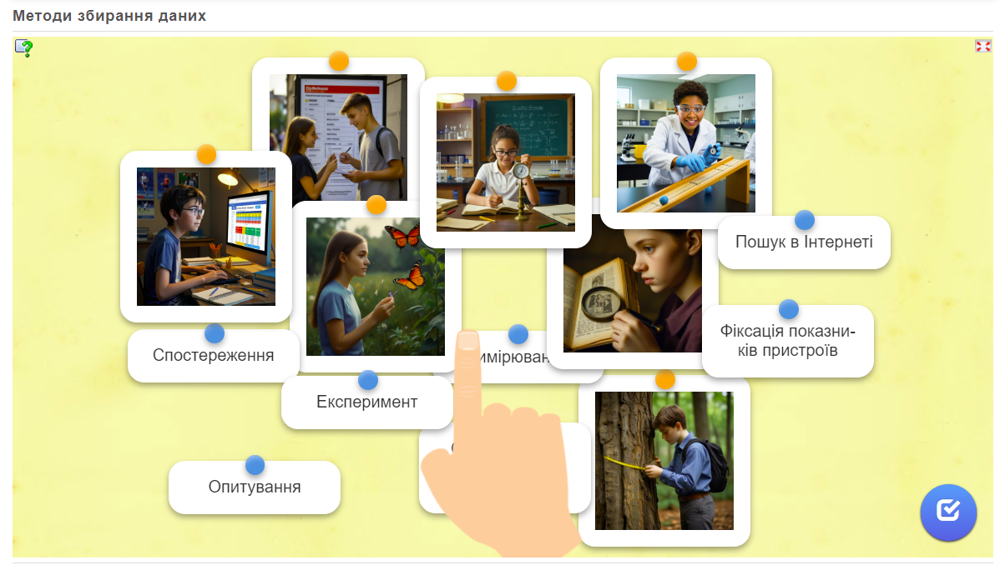 Методи збирання даних
Пошук в Інтернеті
Фіксація показни-
ків пристроїв
Спостереження
Експеримент
Опитування